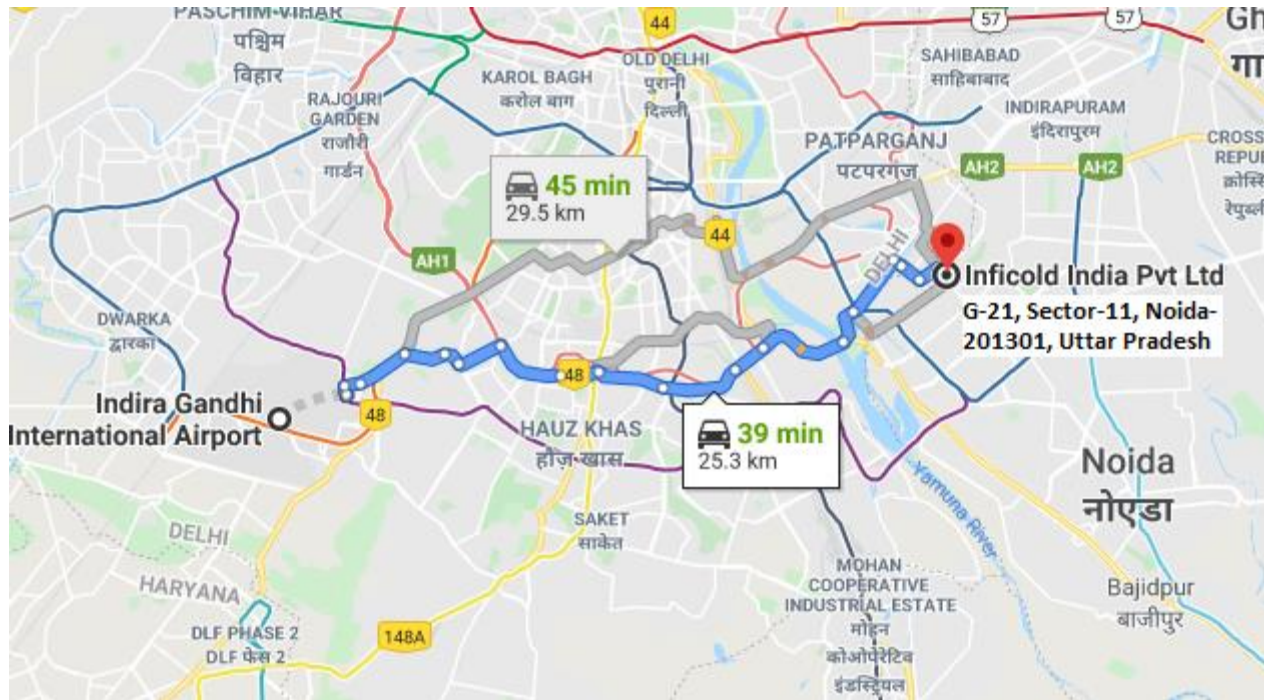 PASCHIM VIHAR
पश्चिम
विहार
44
57
57
Gh
गा
OLD DELHI
पुरानी
दिल्ली
SAHIBABAD
साहिबाबाद
KAROL BAGH
करोल बाग
RAJOURI
GARDEN
राजौरी
गार्डन
INDIRAPURAM
इंदिरापुरम
PATPARGANJ
पटपरगंज
CROSS
REPUB
AH2
AH2
45 min
29.5 km
44
DELHI
AH1
Inficold India Pvt Ltd
G-21, Sector-11, Noida-
201301, Uttar Pradesh
DWARKA
द्वारका
48
Indira Gandhi
International Airport
48
39 min
25.3 km
HAUZ KHAS
हौज़ खास
Noida
नोएडा
Yamuna River
SAKET
साकेत
DELHI
HARYANA
MOHAN
COOPERATIVE
INDUSTRIAL ESTATE
मोहन
कोओपेरेटिव
इंडस्ट्रियल
Bajidpur
बाजीपुर
DLF PHASE 2
DLF फेस 2
148A